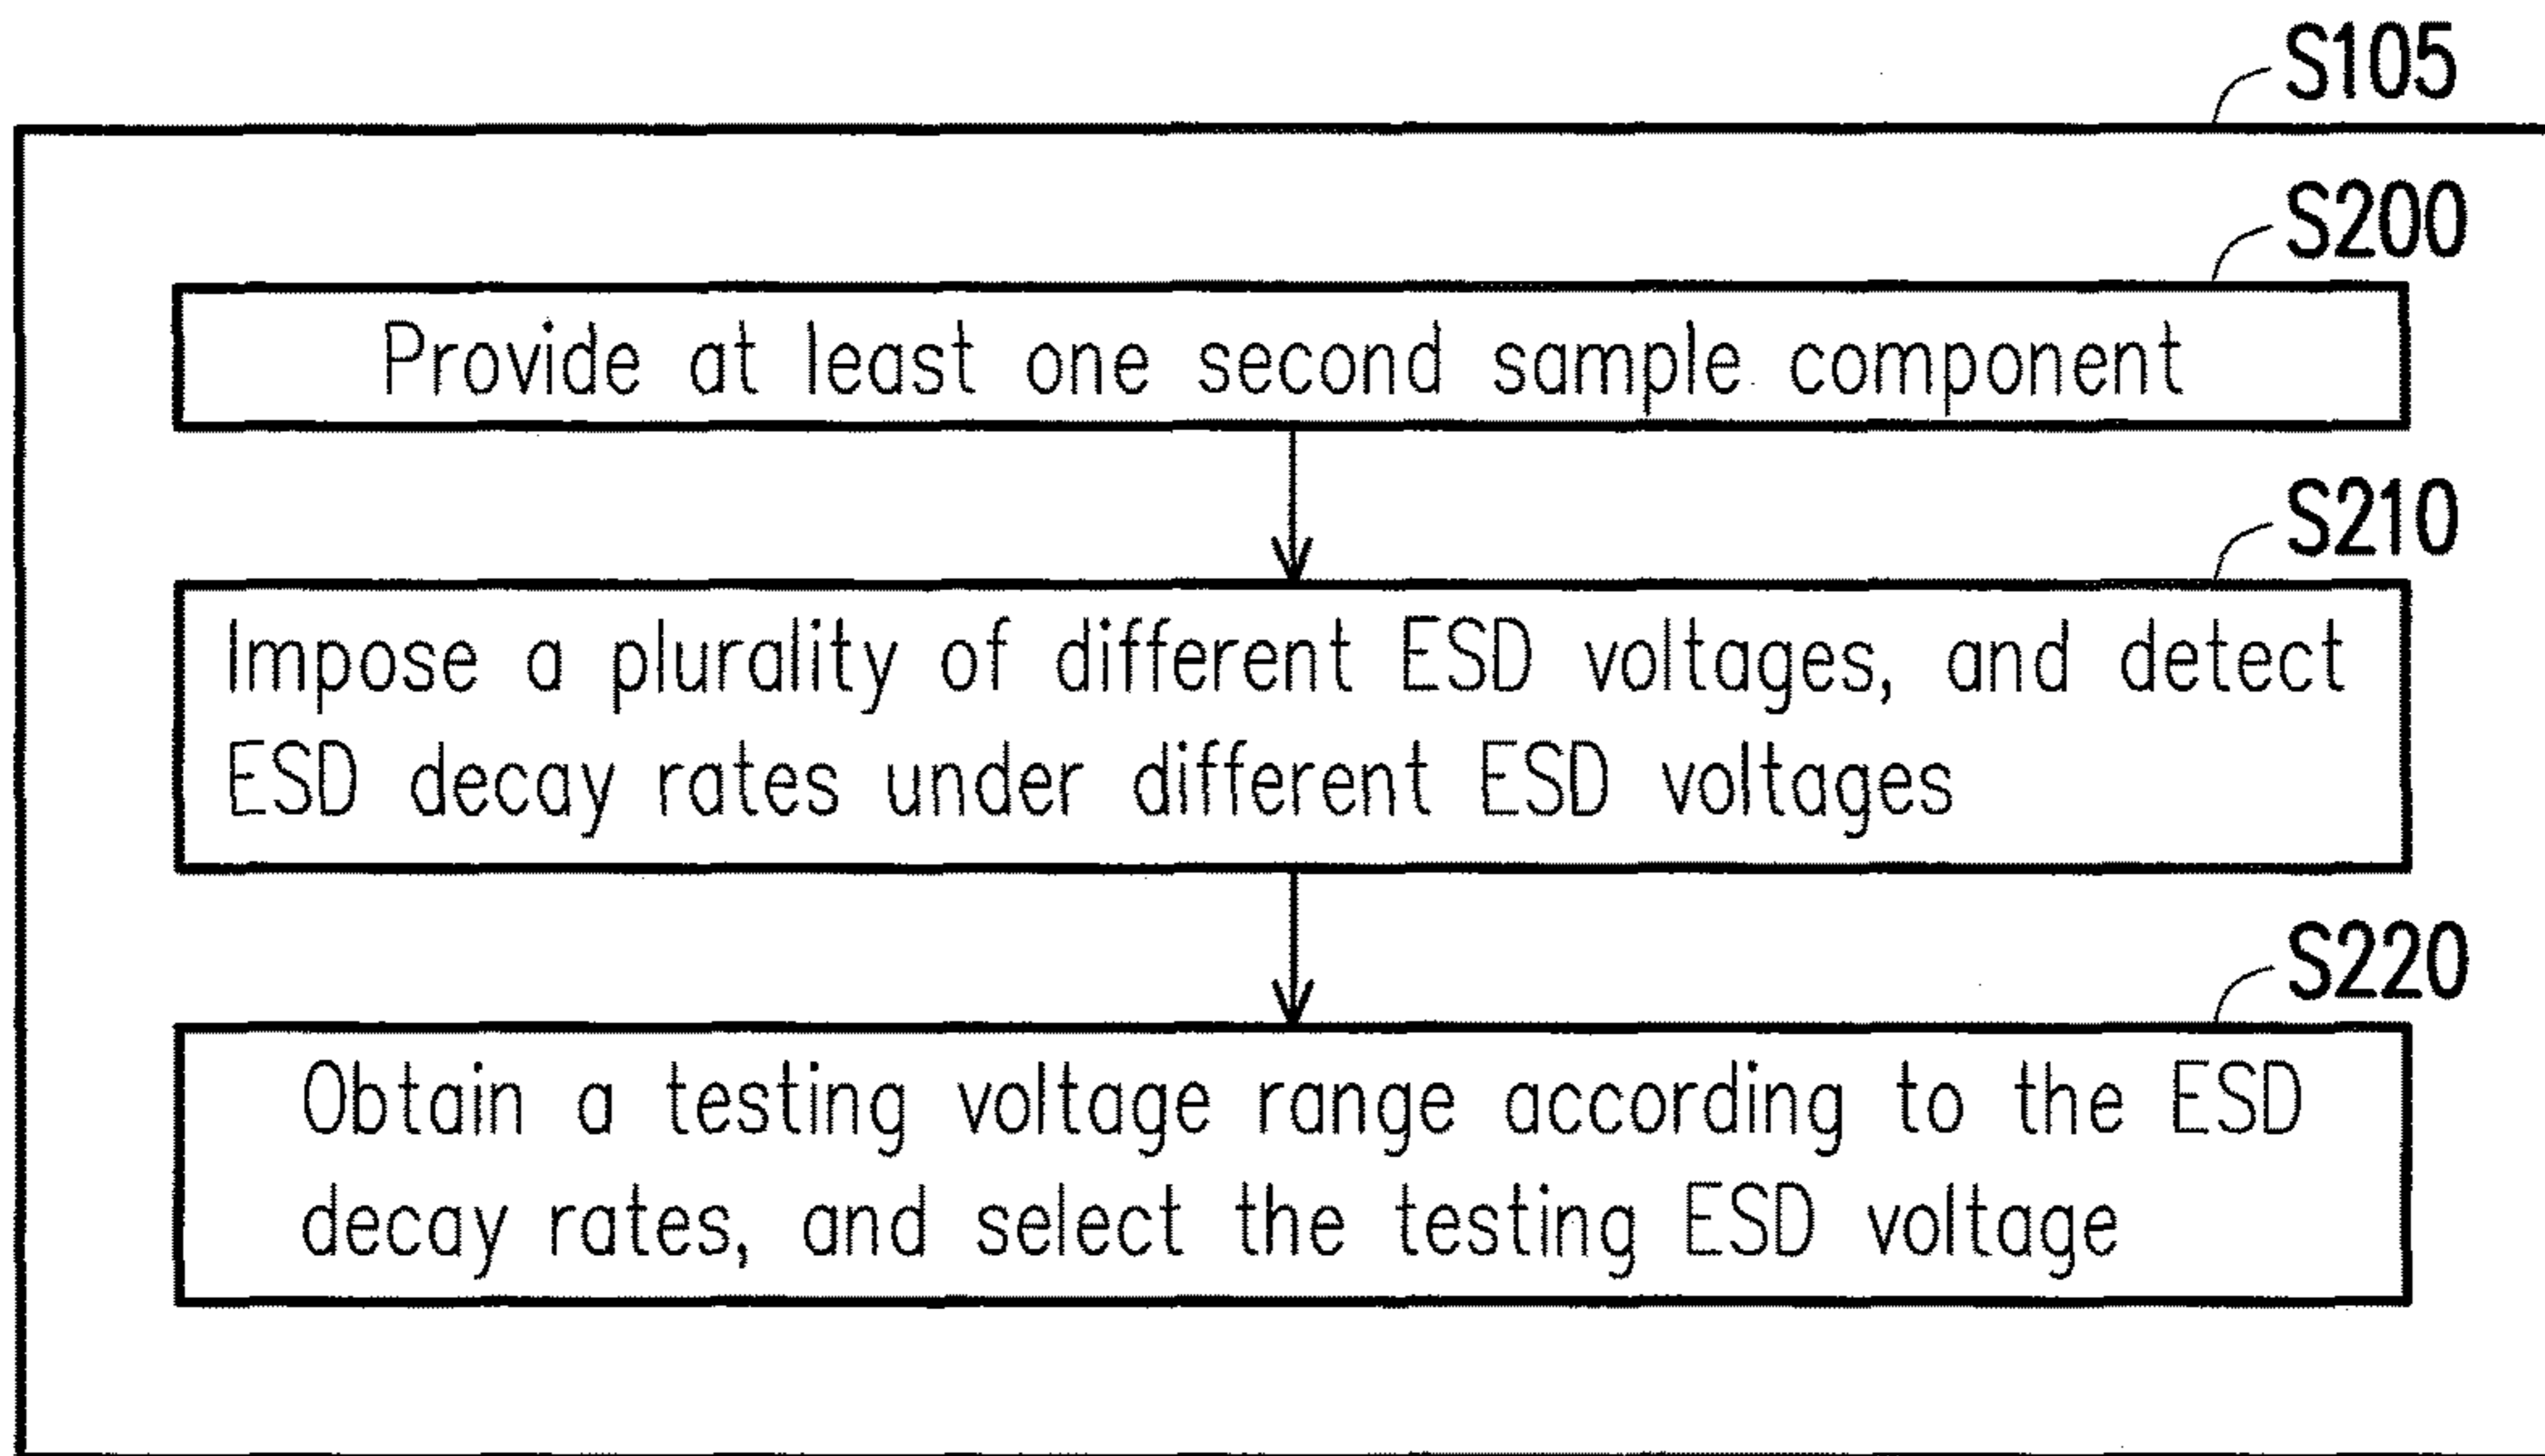 S105
S200
Provide at least one second sample component
S210
Impose a plurality of different ESD voltages, and detect
ESD decay rates under different ESD voltages
S220
Obtain a testing voltage range according to the ESD
decay rates, and select the testing ESD voltage